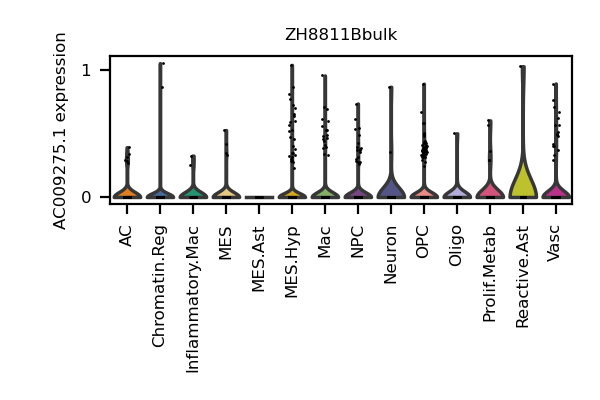 ZH8811Bbulk
AC009275.1 expression
1
0
AC
Chromatin.Reg
Inflammatory.Mac
MES
MES.Ast
MES.Hyp
Mac
NPC
Neuron
OPC
Oligo
Prolif.Metab
Reactive.Ast
Vasc